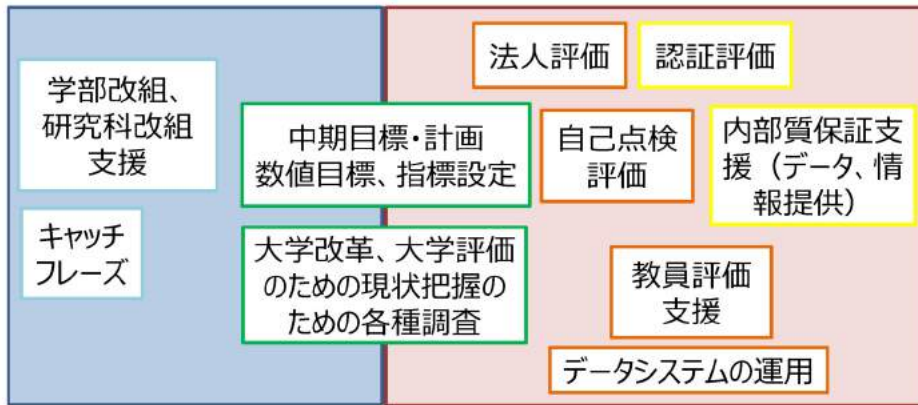 学部改組、
研究科改組
支援
キャッチ
フレーズ
中期目標・計画
数値目標、指標設定
大学改革、大学評価
のための現状把握の
ための各種調査
法人評価
認証評価
自己点検
評価
内部質保証支
援（データ、情
報提供）
教員評価
支援
データシステムの運用